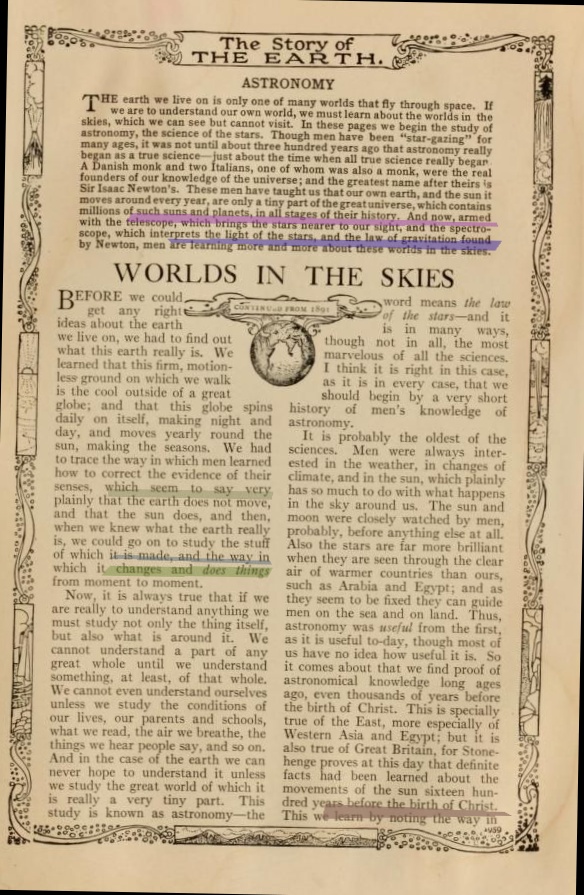 The Story of
THE EARTH.
ASTRONOMY
THE earth we live on is only one of many worlds that fly through space. If
we are to understand our own world, we must learn about the worlds in the
skies, which we can see but cannot visit. In these pages we begin the study of
astronomy, the science of the stars. Though men have been "star-gazing" for
many ages, it was not until about three hundred years ago that astronomy really
began as a true science—just about the time when all true science really began
A Danish monk and two Italians, one of whom was also a monk, were the real
founders of our knowledge of the universe; and the greatest name after theirs is
Sir Isaac Newton's. These men have taught us that our own earth, and the sun it
moves around every year, are only a tiny part of the great universe, which contains
millions of such suns and planets, in all stages of their history. And now, armed
with the telescope, which brings the stars nearer to our sight, and the spectro-
scope, which interprets the light of the stars, and the law of gravitation found
by Newton, men are learning more and more about these worlds in the skies.
WORLDS IN THE SKIES
CONTINUED FROM 1891
BEFORE we could
get any right
ideas about the earth
we live on, we had to find out
what this earth really is. We
learned that this firm, motion-
less ground on which we walk
is the cool outside of a great
globe; and that this globe spins
daily on itself, making night and
day, and moves yearly round the
sun, making the seasons. We had
to trace the way in which men learned
how to correct the evidence of their
senses, which seem to say very
plainly that the earth does not move,
and that the sun does, and then,
when we knew what the earth really
is, we could go on to study the stuff
of which it is made, and the way in
which it changes and does things
from moment to moment.
Now, it is always true that if we
are really to understand anything we
must study not only the thing itself,
but also what is around it. We
cannot understand a part of any
great whole until we understand
something, at least, of that whole.
We cannot even understand ourselves
unless we study the conditions of
our lives, our parents and schools,
what we read, the air we breathe, the
things we hear people say, and so on.
And in the case of the earth we can
never hope to understand it unless
we study the great world of which it
is really a very tiny part. This
study is known as astronomy—the
word means the law
of the stars—and it
is in many ways,
though not in all, the most
marvelous of all the sciences.
I think it is right in this case,
as it is in every case, that we
should begin by a very short
history of men's knowledge of
astronomy.
It is probably the oldest of the
sciences. Men were always inter-
ested in the weather, in changes of
climate, and in the sun, which plainly
has so much to do with what happens
in the sky around us. The sun and
moon were closely watched by men,
probably, before anything else at all.
Also the stars are far more brilliant
when they are seen through the clear
air of warmer countries than ours,
such as Arabia and Egypt; and as
they seem to be fixed they can guide
men on the sea and on land. Thus,
astronomy was useful from the first,
as it is useful to-day, though most of
us have no idea how useful it is. So
it comes about that we find proof of
astronomical knowledge long ages
ago, even thousands of years before
the birth of Christ. This is specially
true of the East, more especially of
Western Asia and Egypt; but it is
also true of Great Britain, for Stone-
henge proves at this day that definite
facts had been learned about the
movements of the sun sixteen hun-
dred years before the birth of Christ.
This we learn by noting the way in
1959